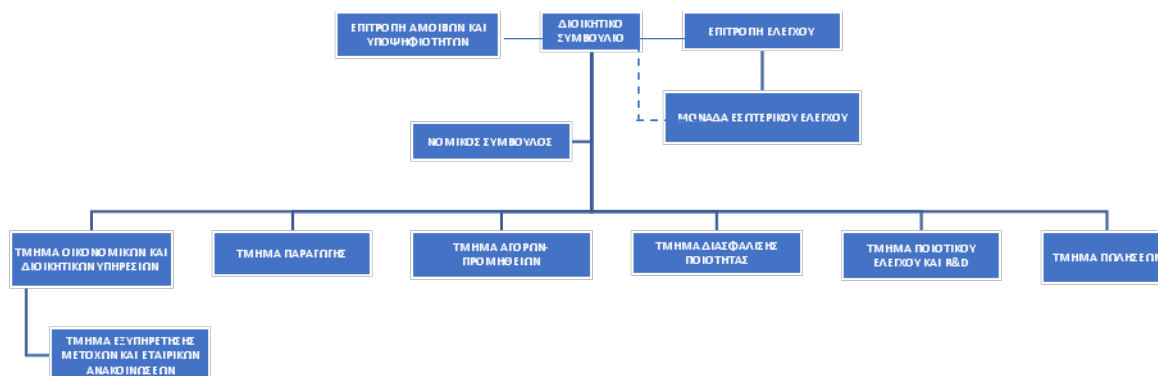 ΕΠΙΤΡΟΠΗ ΑΜΟΙΒΩΝ ΚΑΙ
ΥΠΟΨΗΦΙΟΤΗΤΩΝ
ΔΙΟΙΚΗΤΙΚΟ
ΣΥΜΒΟΥΛΙΟ
ΕΠΙΤΡΟΠΗ ΕΛΕΓΧΟΥ
ΜΟΝΑΔΑ ΕΣΩΤΕΡΙΚΟΥ ΕΛΕΓΧΟΥ
ΝΟΜΙΚΟΣ ΣΥΜΒΟΥΛΟΣ
ΤΜΗΜΑ ΟΙΚΟΝΟΜΙΚΩΝ ΚΑΙ
ΔΙΟΙΚΗΤΙΚΩΝ ΥΠΗΡΕΣΙΩΝ
ΤΜΗΜΑ ΠΑΡΑΓΩΓΗΣ
ΤΜΗΜΑ ΑΓΟΡΩΝ-
ΠΡΟΜΗΘΕΙΩΝ
ΤΜΗΜΑ ΔΙΑΣΦΑΛΙΣΗΣ
ΠΟΙΟΤΗΤΑΣ
ΤΜΗΜΑ ΠΟΙΟΤΙΚΟΥ
ΕΛΕΓΧΟΥ ΚΑΙ R&D
ΤΜΗΜΑ ΠΩΛΗΣΕΩΝ
ΤΜΗΜΑ ΕΞΥΠΗΡΕΤΗΣΗΣ
ΜΕΤΟΧΩΝ ΚΑΙ ΕΤΑΙΡΙΚΩΝ
ΑΝΑΚΟΙΝΩΣΕΩΝ